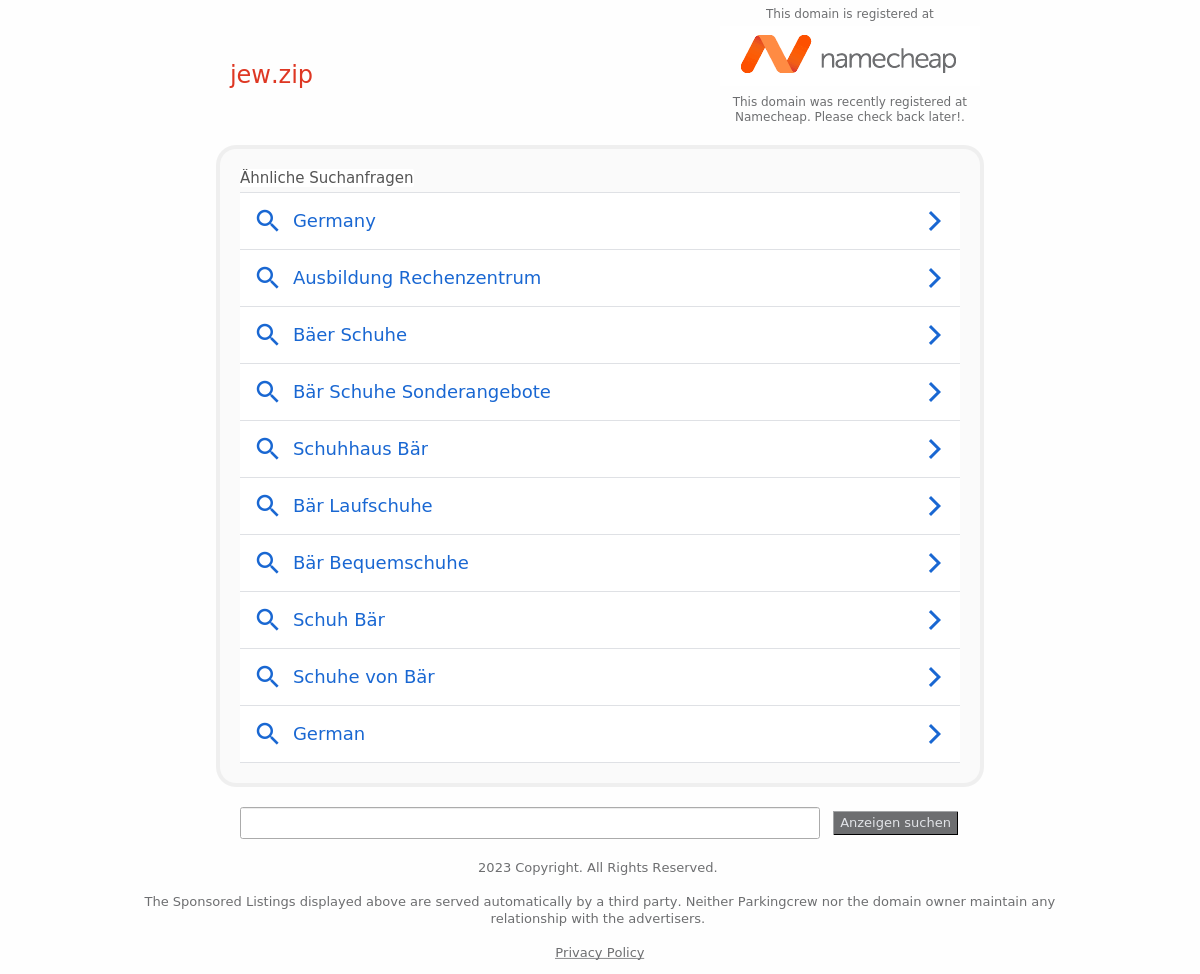 This domain is registered at
namecheap
jew.zip
This domain was recently registered at
Namecheap. Please check back later!.
Ähnliche Suchanfragen
Germany
Ausbildung Rechenzentrum
Bäer Schuhe
Bär Schuhe Sonderangebote
Schuhhaus Bär
Bär Laufschuhe
Bär Bequemschuhe
Schuh Bär
Schuhe von Bär
German
Anzeigen suchen
2023 Copyright. All Rights Reserved.
The Sponsored Listings displayed above are served automatically by a third party. Neither Parkingcrew nor the domain owner maintain any
relationship with the advertisers.
Privacy Policy